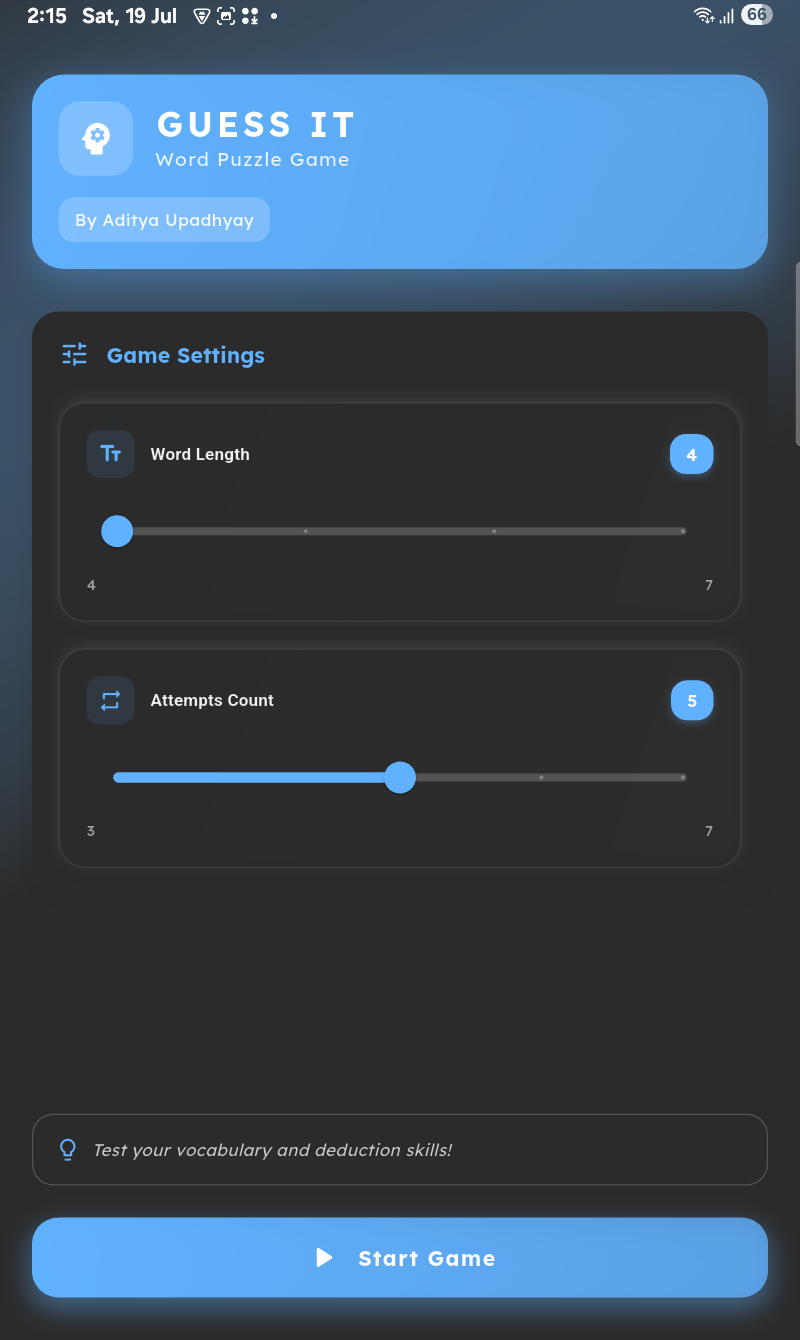 2:15 Sat, 19 Jul 66
GUESS IT
Word Puzzle Game
By Aditya Upadhyay
Game Settings
Tт Word Length 4
4 7
Attempts Count 5
3 7
Test your vocabulary and deduction skills!
Start Game